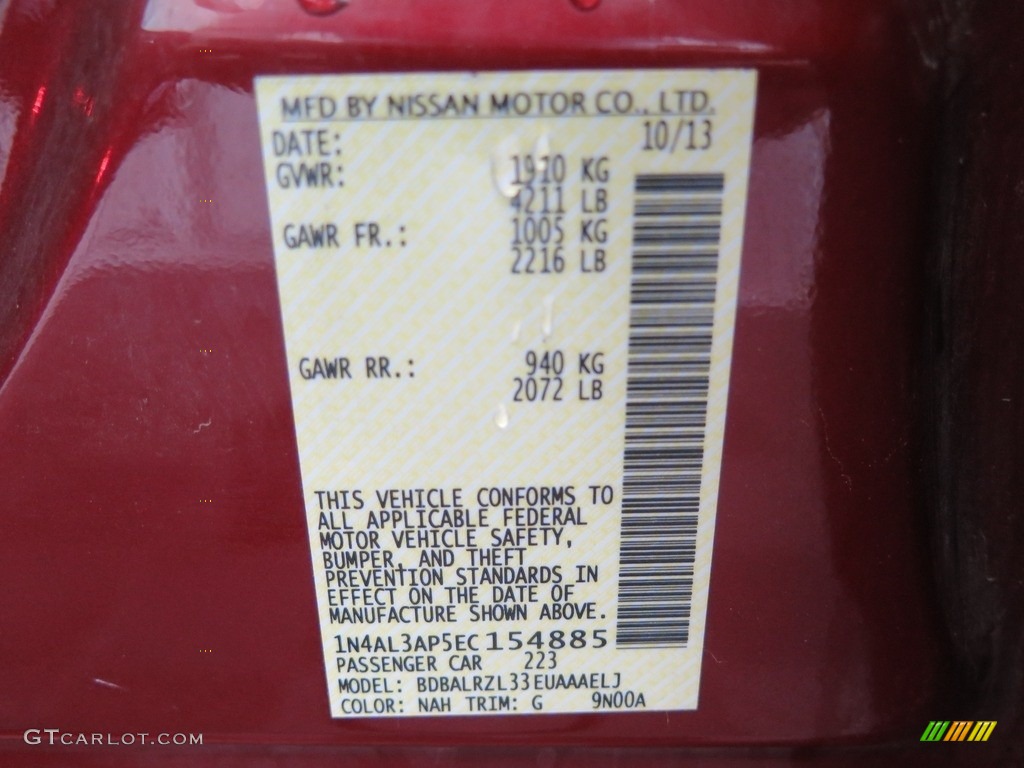 MFD BY NISSAN MOTOR CO., LTD.
DATE: 10/13
GVWR: 1910 KG
4211 LB
GAWR FR.: 1005 KG
2216 LB
GAWR RR.: 940 KG
2072 LB
THIS VEHICLE CONFORMS TO
ALL APPLICABLE FEDERAL
MOTOR VEHICLE SAFETY,
BUMPER, AND THEFT
PREVENTION STANDARDS IN
EFFECT ON THE DATE OF
MANUFACTURE SHOWN ABOVE.
1N4AL3AP5EC154885
PASSENGER CAR 223
MODEL: BDBALRZL33EUAAAELJ
COLOR: NAH TRIM: G 9N00A
GTCARLOT.COM